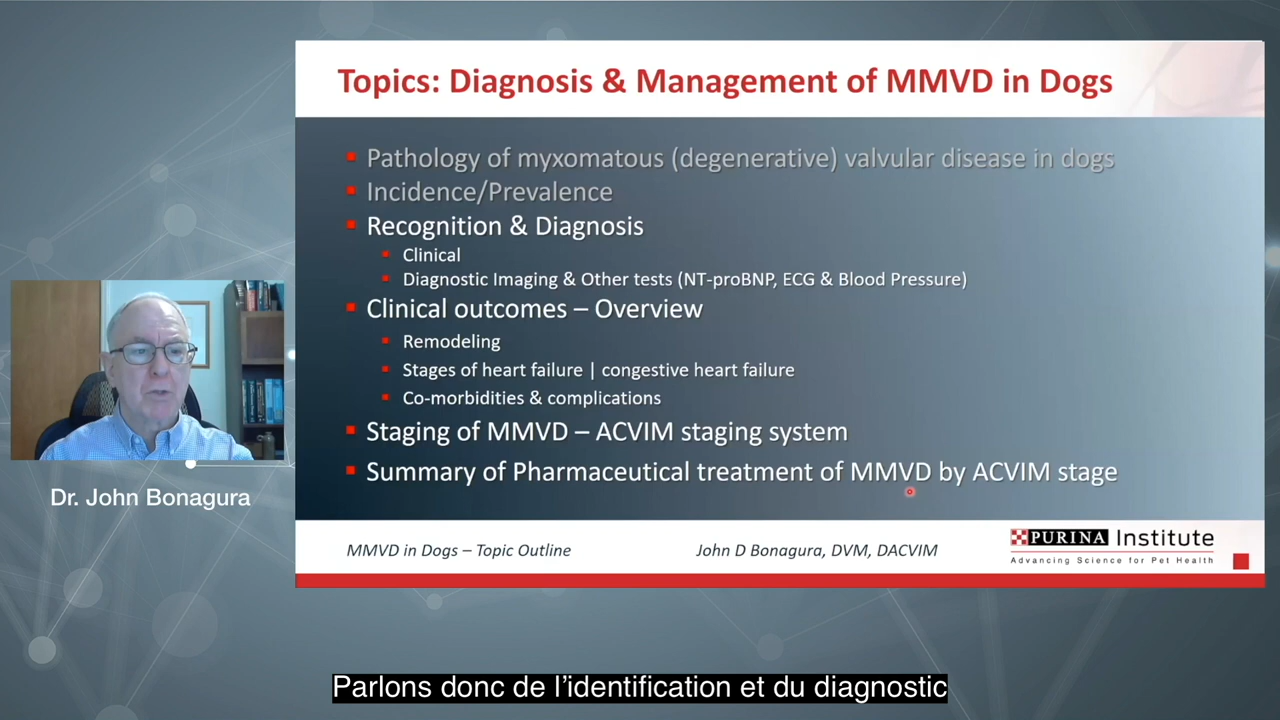 Topics: Diagnosis & Management of MMVD in Dogs
Pathology of myxomatous (degenerative) valvular disease in dogs
Incidence/Prevalence
Recognition & Diagnosis
Clinical
Diagnostic Imaging & Other tests (NT-proBNP, ECG & Blood Pressure)
Clinical outcomes – Overview
Remodeling
Stages of heart failure | congestive heart failure
Co-morbidities & complications
Staging of MMVD – ACVIM staging system
Summary of Pharmaceutical treatment of MMVD by ACVIM stage
Dr. John Bonagura
MMVD in Dogs – Topic Outline
John D Bonagura, DVM, DACVIM
PURINA Institute
Advancing Science for Pet Health
Parlons donc de l'identification et du diagnostic